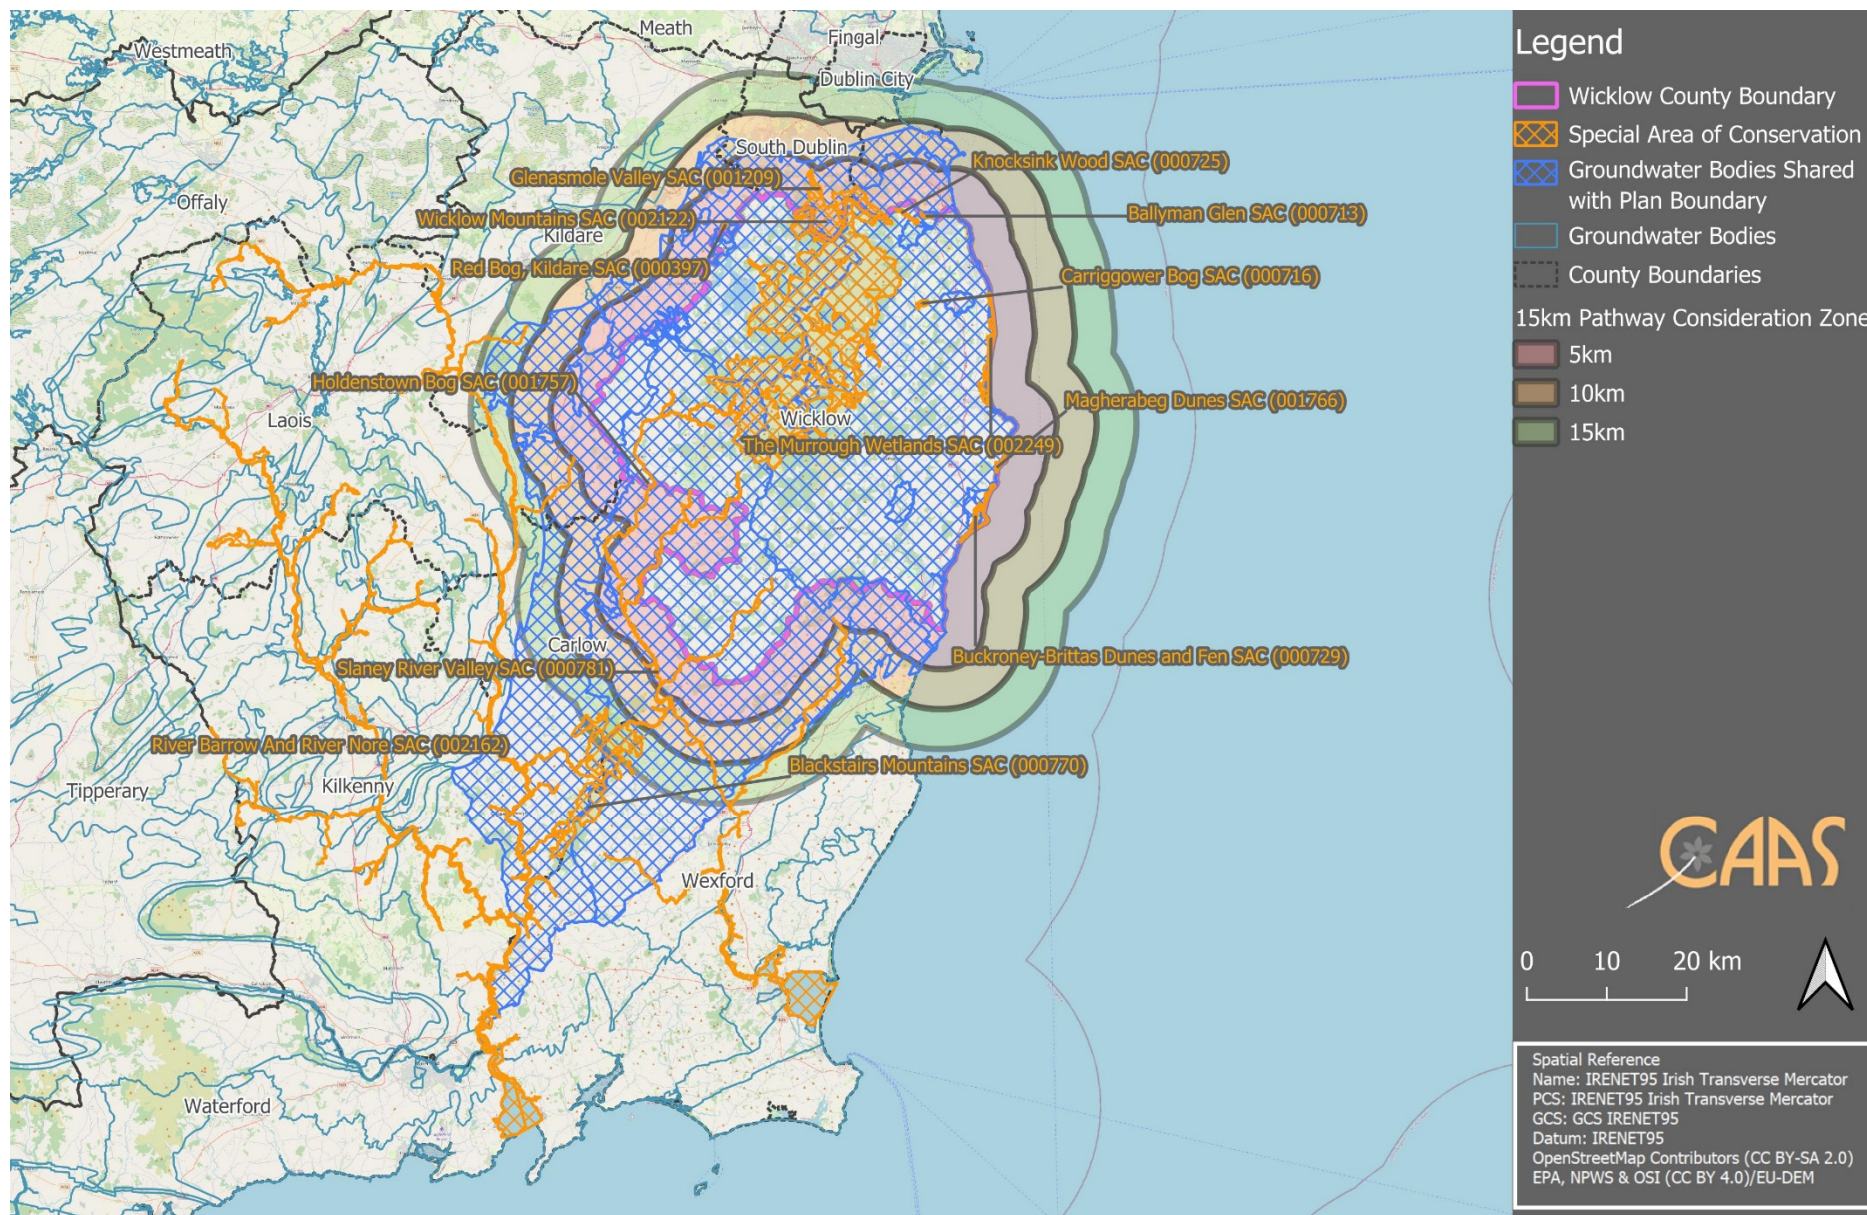 Meath
Westmeath
Fingal
Dublin City
South Dublin
Knocksink Wood SAC (000725)
Glenasmole Valley SAC (001209)
Offaly
Wicklow Mountains SAC (002122)
Ballyman Glen SAC (000713)
Kildare
Red Bog, Kildare SAC (000397)
Carriggower Bog SAC (000716)
Holdenstown Bog SAC (001757)
Magherabeg Dunes SAC (001766)
Laois
Wicklow
The Murrough Wetlands SAC (002249)
Carlow
Buckroney-Brittas Dunes and Fen SAC (000729)
Slaney River Valley SAC (000781)
River Barrow And River Nore SAC (002162)
Blackstairs Mountains SAC (000770)
Tipperary
Kilkenny
Wexford
Waterford
Legend
Wicklow County Boundary
Special Area of Conservation
Groundwater Bodies Shared
with Plan Boundary
Groundwater Bodies
County Boundaries
15km Pathway Consideration Zone
5km
10km
15km
CAAS
0 10 20 km
Spatial Reference
Name: IRENET95 Irish Transverse Mercator
PCS: IRENET95 Irish Transverse Mercator
GCS: GCS IRENET95
Datum: IRENET95
OpenStreetMap Contributors (CC BY-SA 2.0)
EPA, NPWS & OSI (CC BY 4.0)/EU-DEM